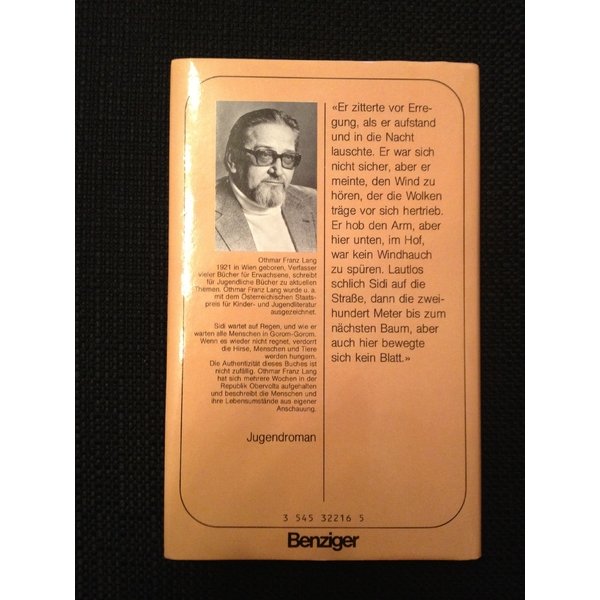 Othmar Franz Lang
1921 in Wien geboren, Verfasser
vieler Bücher für Erwachsene, schreibt
für Jugendliche Bücher zu aktuellen
Themen. Othmar Franz Lang wurde u. a.
mit dem Österreichischen Staats-
preis für Kinder- und Jugendliteratur
ausgezeichnet.
Sidi wartet auf Regen, und wie er
warten alle Menschen in Gorom-Gorom.
Wenn es wieder nicht regnet, verdorrt
die Hirse, Menschen und Tiere
werden hungern.
Die Authentizität dieses Buches ist
nicht zufällig. Othmar Franz Lang
hat sich mehrere Wochen in der
Republik Obervolta aufgehalten
und beschreibt die Menschen und
ihre Lebensumstände aus eigener
Anschauung.
Jugendroman
«Er zitterte vor Erre-
gung, als er aufstand
und in die Nacht
lauschte. Er war sich
nicht sicher, aber er
meinte, den Wind zu
hören, der die Wolken
träge vor sich hertrieb.
Er hob den Arm, aber
hier unten, im Hof,
war kein Windhauch
zu spüren. Lautlos
schlich Sidi auf die
Straße, dann die zwei-
hundert Meter bis zum
nächsten Baum, aber
auch hier bewegte
sich kein Blatt.»
3 545 32216 5
Benziger